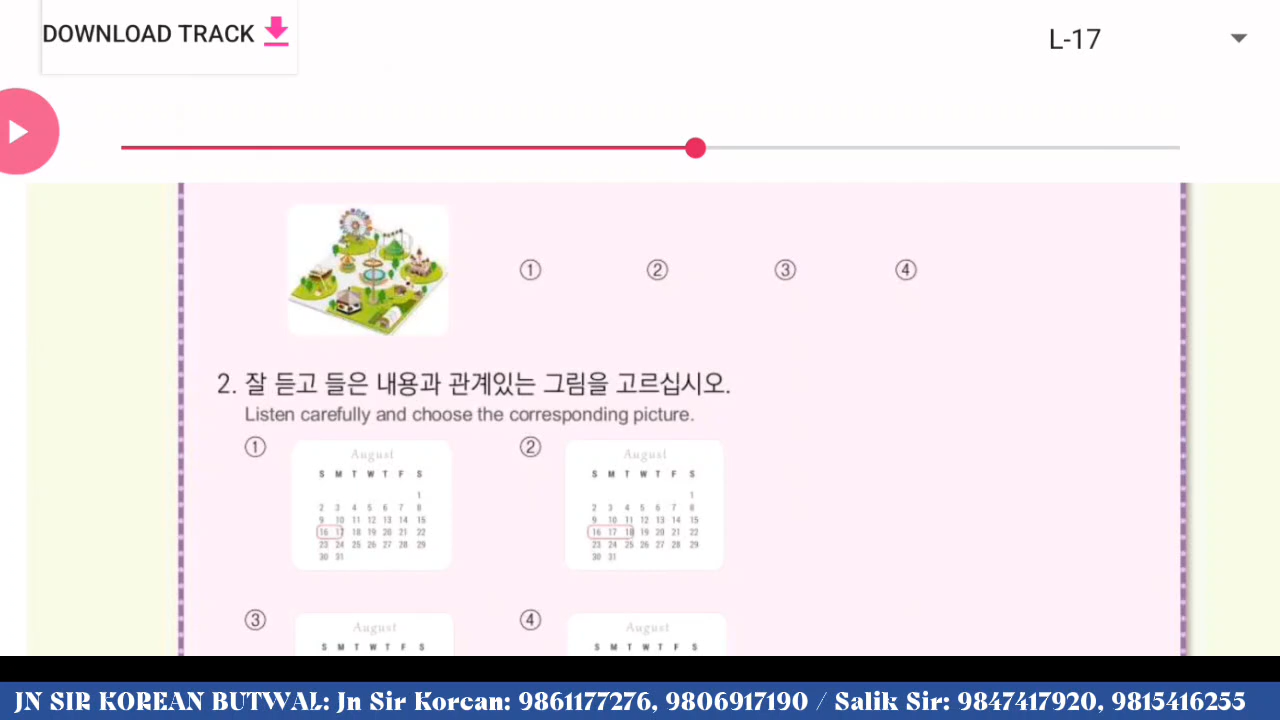 DOWNLOAD TRACK
L-17
① ② ③ ④
2. 잘 듣고 들은 내용과 관계있는 그림을 고르십시오.
Listen carefully and choose the corresponding picture.
①
August
S M T W T F S
1
2 3 4 5 6 7 8
9 10 11 12 13 14 15
16 17 18 19 20 21 22
23 24 25 26 27 28 29
30 31
②
August
S M T W T F S
1
2 3 4 5 6 7 8
9 10 11 12 13 14 15
16 17 18 19 20 21 22
23 24 25 26 27 28 29
30 31
③
August
S M T W T F S
④
August
S M T W T F S
JN SIR KOREAN BUTWAL: Jn Sir Korcan: 9861177276, 9806917190 / Salik Sir: 9847417920, 9815416255